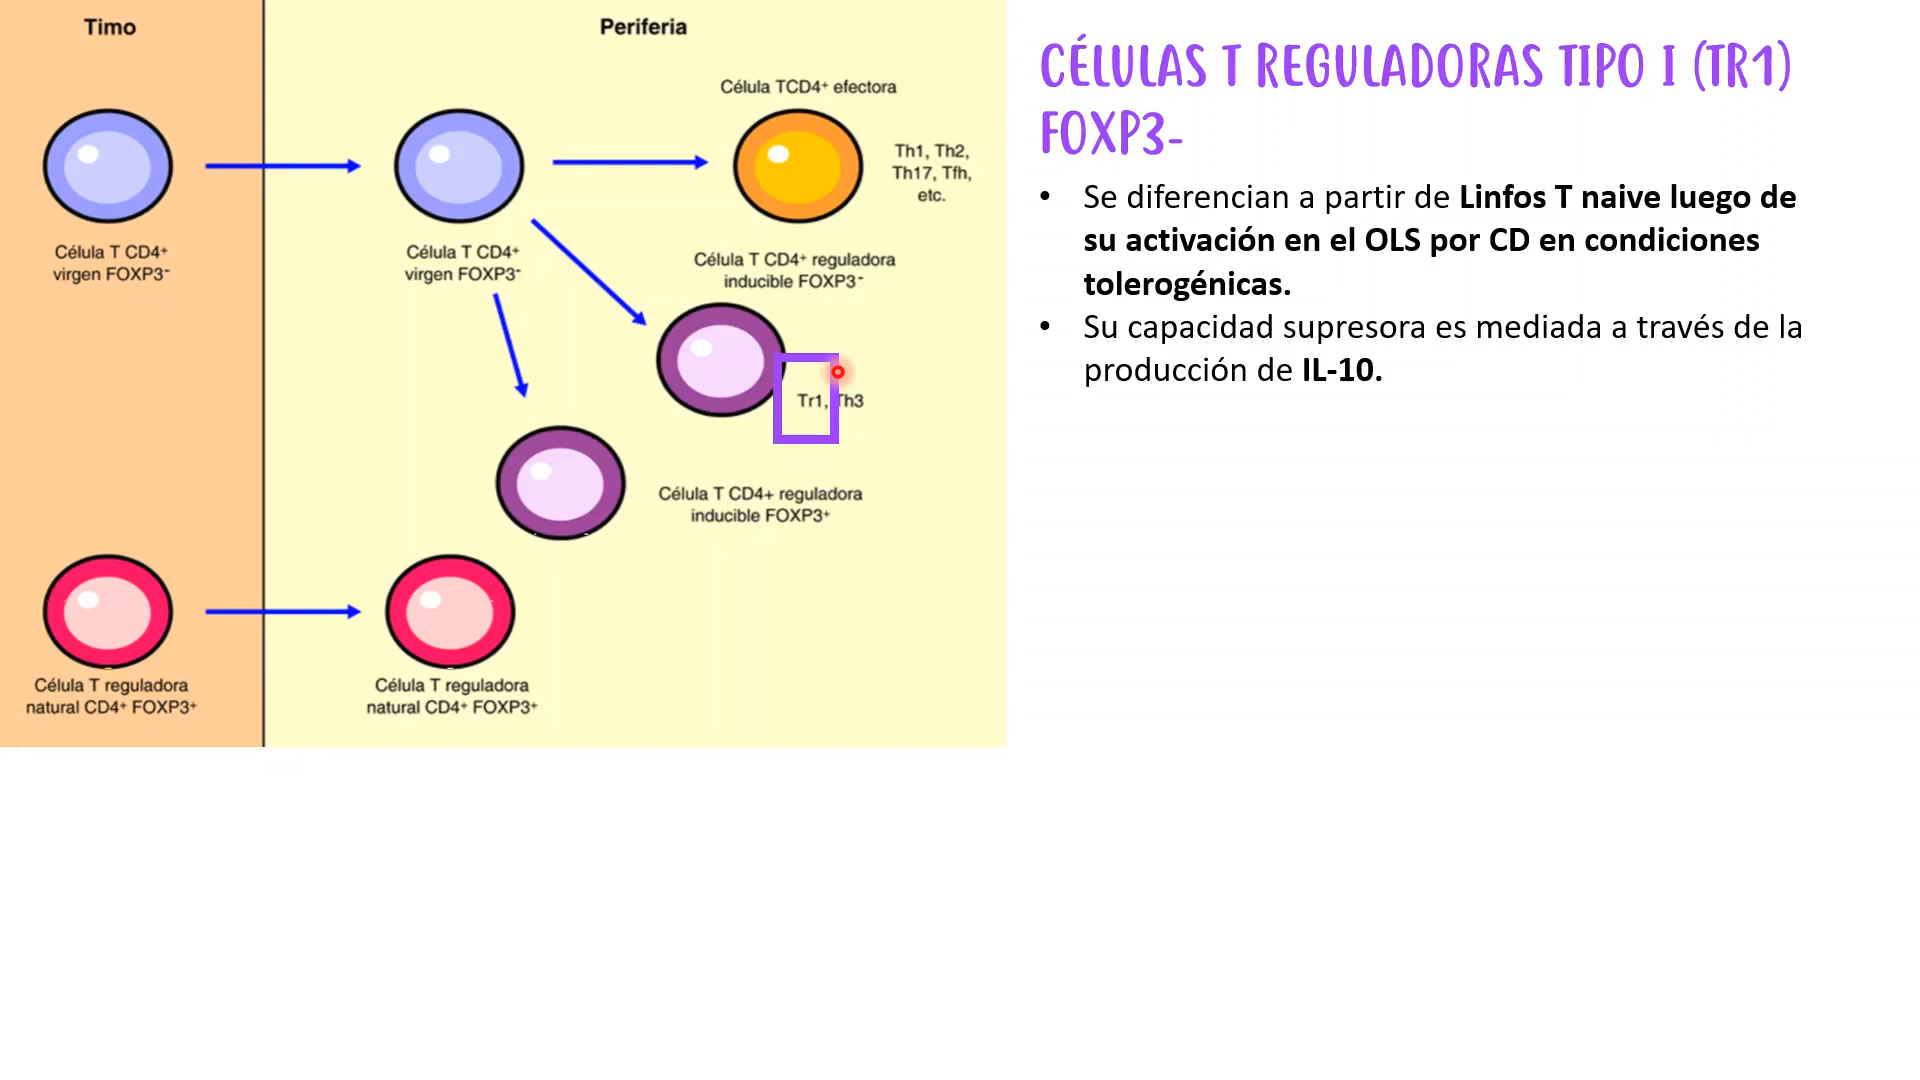 Timo
Periferia
Célula TCD4⁺ efectora
Th1, Th2,
Th17, Tfh,
etc.
Célula T CD4⁺
virgen FOXP3⁻
Célula T CD4⁺
virgen FOXP3⁻
Célula T CD4⁺ reguladora
inducible FOXP3⁻
Tr1, Th3
Célula T CD4+ reguladora
inducible FOXP3⁺
Célula T reguladora
natural CD4⁺ FOXP3⁺
Célula T reguladora
natural CD4⁺ FOXP3⁺
CÉLULAS T REGULADORAS TIPO I (TR1)
FOXP3-
• Se diferencian a partir de Linfos T naive luego de
su activación en el OLS por CD en condiciones
tolerogénicas.
• Su capacidad supresora es mediada a través de la
producción de IL-10.